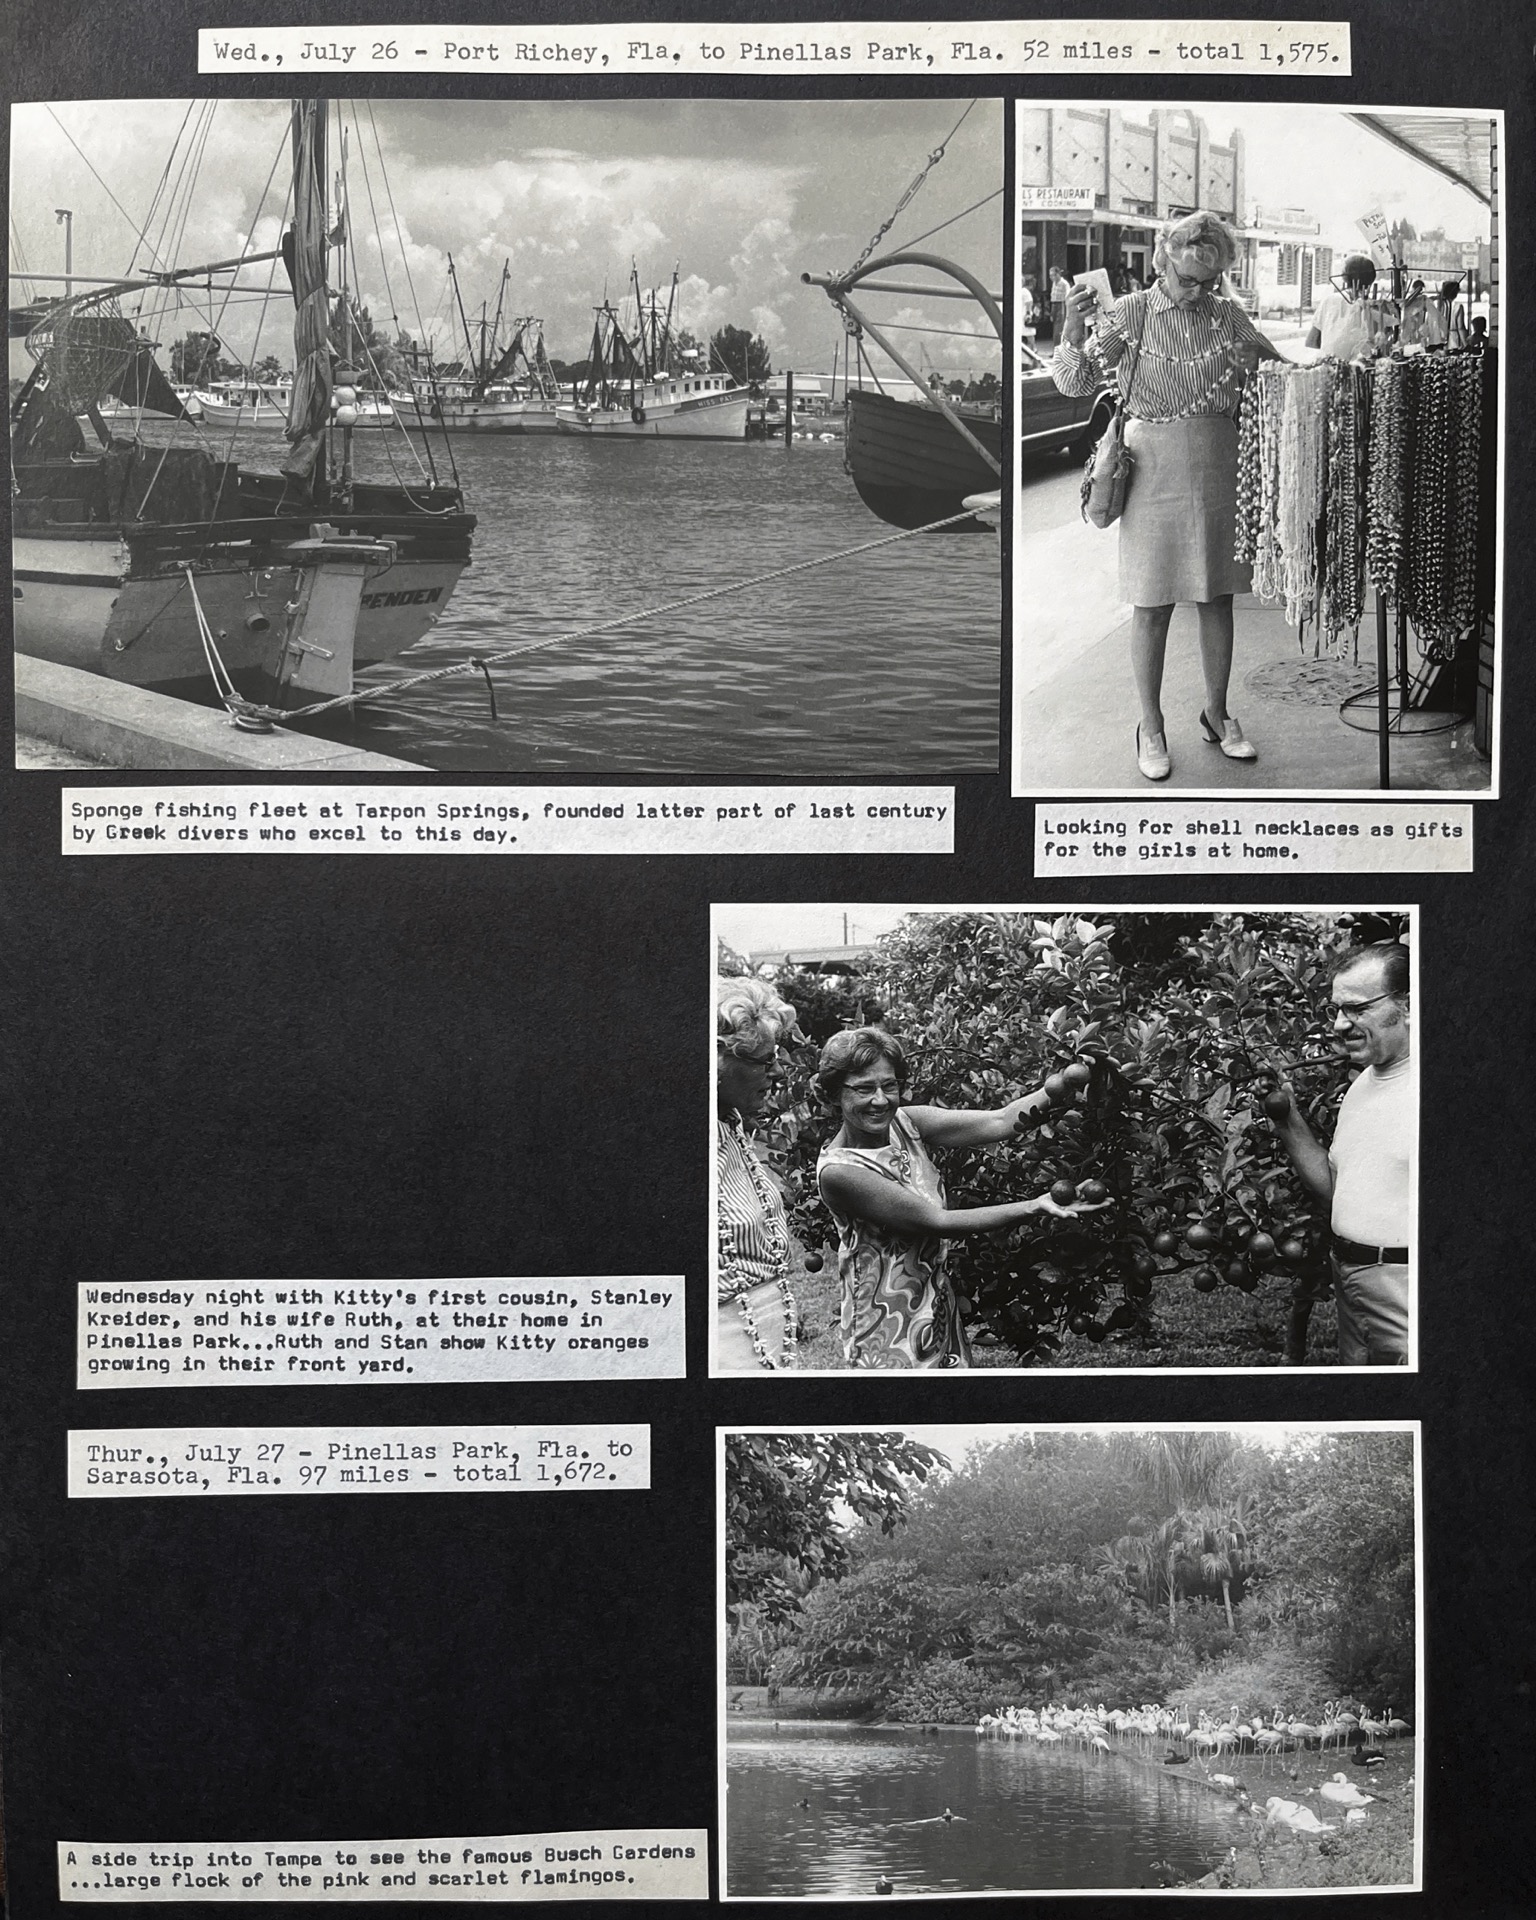 Wed., July 26 - Port Richey, Fla. to Pinellas Park, Fla. 52 miles - total 1,575.
MISS PAT
PENDEN
L'S RESTAURANT
COOKING
Sponge fishing fleet at Tarpon Springs, founded latter part of last century
by Greek divers who excel to this day.
Looking for shell necklaces as gifts
for the girls at home.
Wednesday night with Kitty's first cousin, Stanley
Kreider, and his wife Ruth, at their home in
Pinellas Park...Ruth and Stan show Kitty oranges
growing in their front yard.
Thur., July 27 - Pinellas Park, Fla. to
Sarasota, Fla. 97 miles - total 1,672.
A side trip into Tampa to see the famous Busch Gardens
...large flock of the pink and scarlet flamingos.